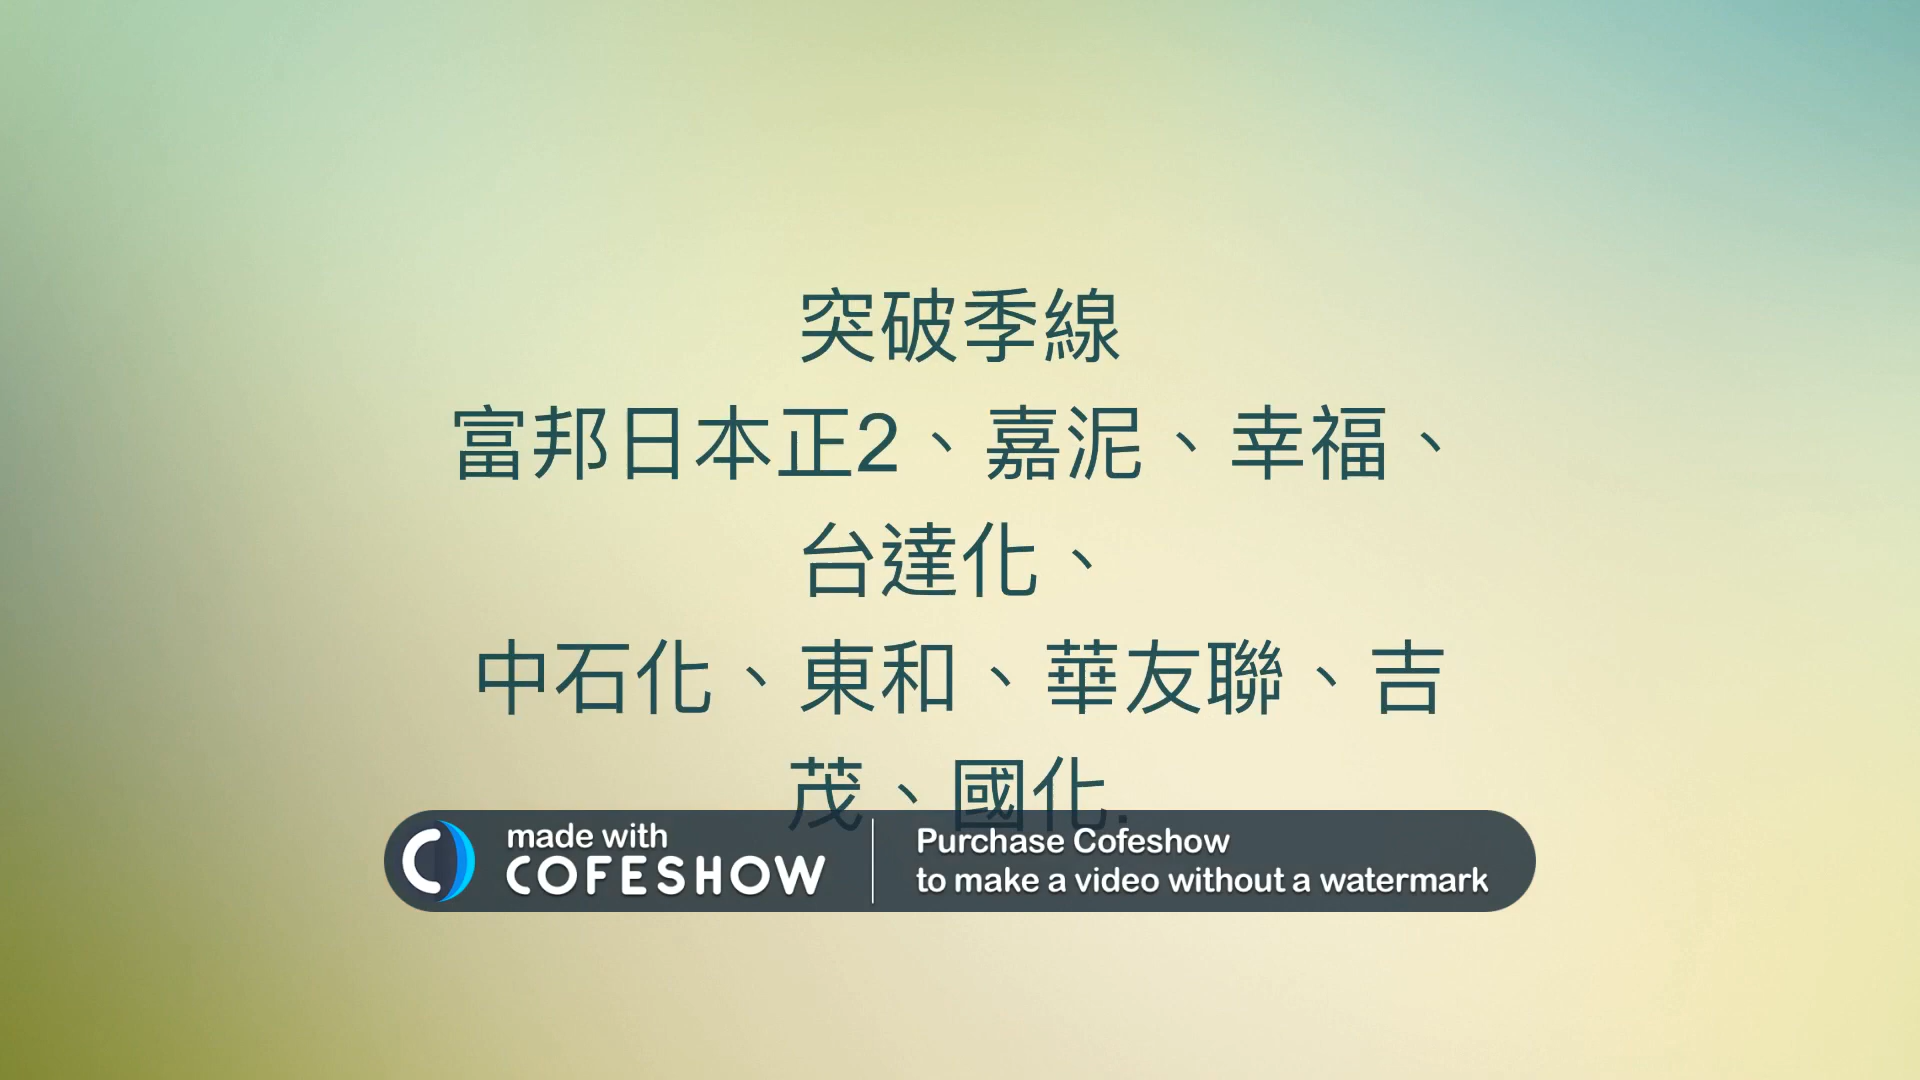 突破季線
富邦日本正2、嘉泥、幸福、
台達化、
中石化、東和、華友聯、吉
茂、國化.
made with
COFESHOW
Purchase Cofeshow
to make a video without a watermark